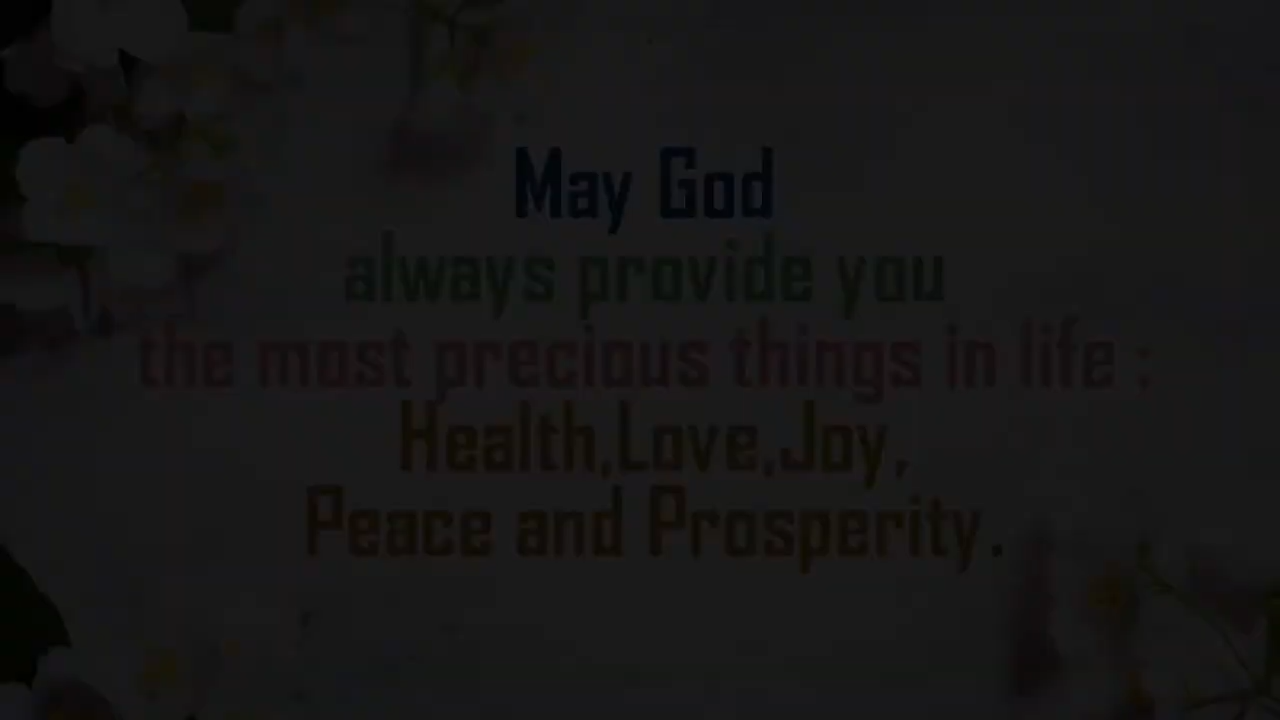 May God
always provide you
the most precious things in life :
Health,Love,Joy,
Peace and Prosperity.